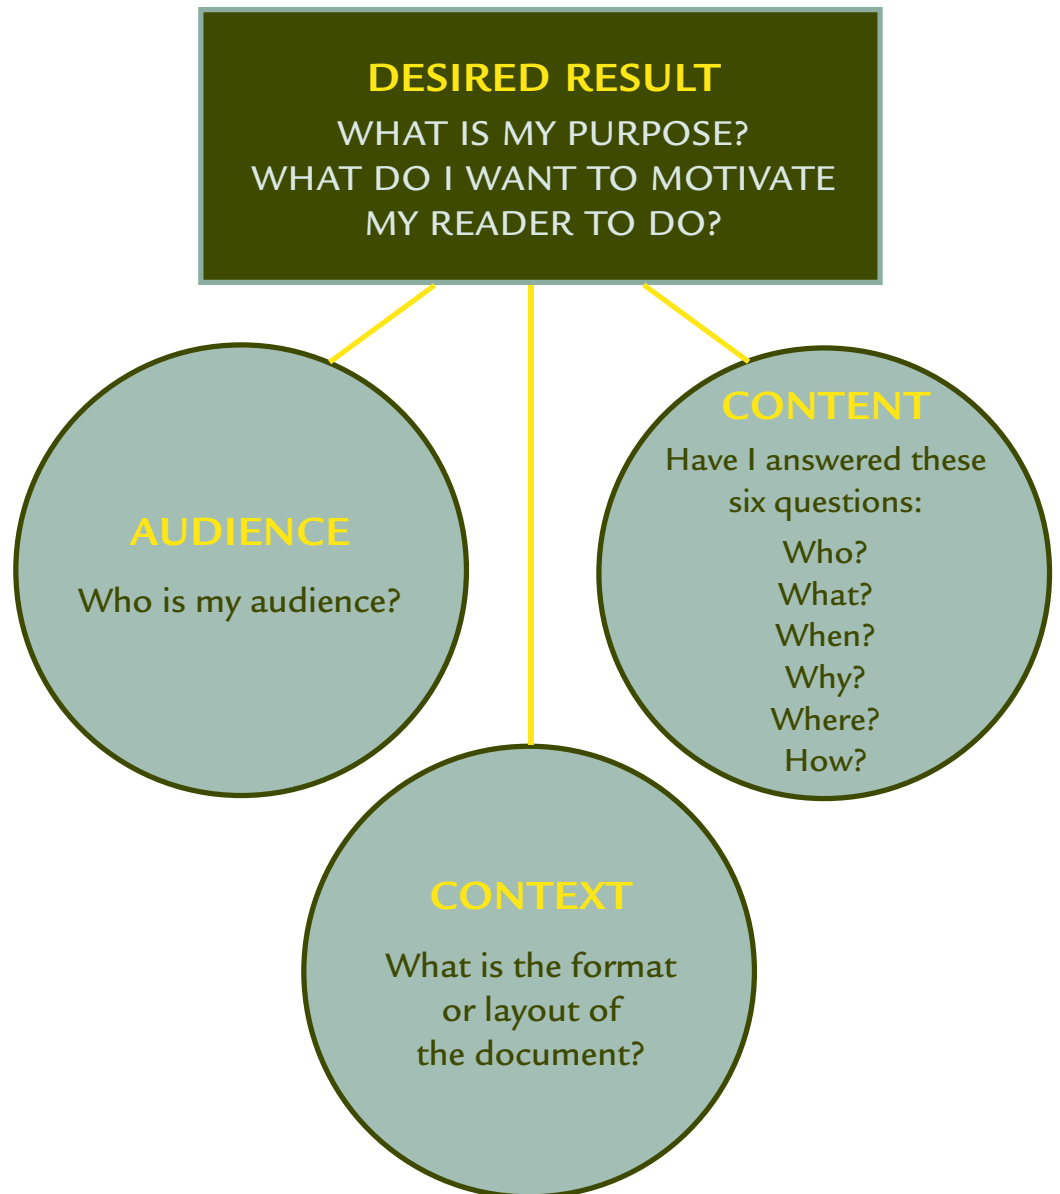 DESIRED RESULT
WHAT IS MY PURPOSE?
WHAT DO I WANT TO MOTIVATE
MY READER TO DO?
AUDIENCE
Who is my audience?
CONTENT
Have I answered these
six questions:
Who?
What?
When?
Why?
Where?
How?
CONTEXT
What is the format
or layout of
the document?